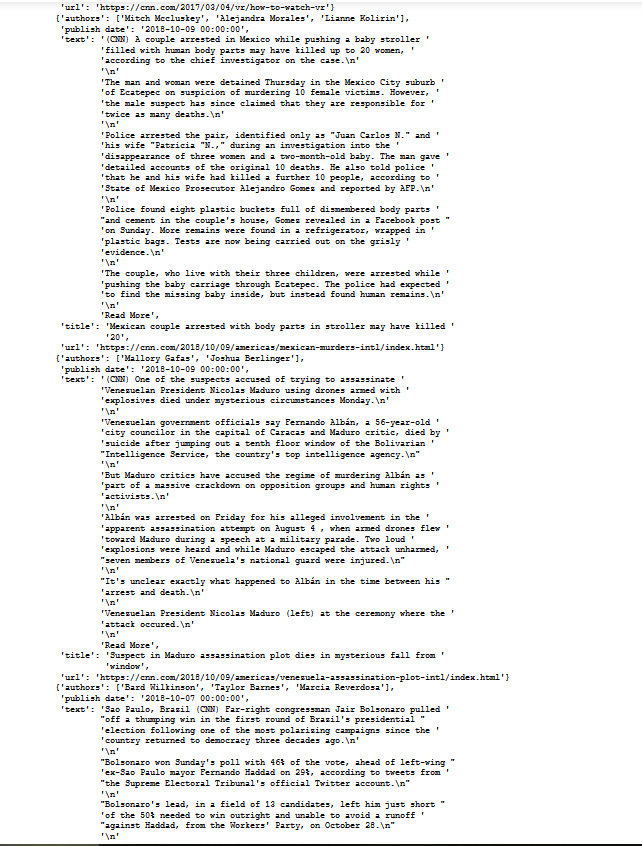 'url': 'https://cnn.com/2017/03/04/vr/how-to-watch-vr'}
{'authors': ['Mitch Mccluskey', 'Alejandra Morales', 'Lianne Kolirin'],
'publish date': '2018-10-09 00:00:00',
'text': '(CNN) A couple arrested in Mexico while pushing a baby stroller '
'filled with human body parts may have killed up to 20 women, '
'according to the chief investigator on the case.\n'
'\n'
'The man and woman were detained Thursday in the Mexico City suburb '
'of Ecatepec on suspicion of murdering 10 female victims. However, '
'the male suspect has since claimed that they are responsible for '
'twice as many deaths.\n'
'\n'
'Police arrested the pair, identified only as "Juan Carlos N." and '
'his wife "Patricia "N.," during an investigation into the '
'disappearance of three women and a two-month-old baby. The man gave '
'detailed accounts of the original 10 deaths. He also told police '
'that he and his wife had killed a further 10 people, according to '
'State of Mexico Prosecutor Alejandro Gomez and reported by AFP.\n'
'\n'
'Police found eight plastic buckets full of dismembered body parts '
"and cement in the couple's house, Gomez revealed in a Facebook post "
'on Sunday. More remains were found in a refrigerator, wrapped in '
'plastic bags. Tests are now being carried out on the grisly '
'evidence.\n'
'\n'
'The couple, who live with their three children, were arrested while '
'pushing the baby carriage through Ecatepec. The police had expected '
'to find the missing baby inside, but instead found human remains.\n'
'\n'
'Read More',
'title': 'Mexican couple arrested with body parts in stroller may have killed '
'20',
'url': 'https://cnn.com/2018/10/09/americas/mexican-murders-intl/index.html'}
{'authors': ['Mallory Gafas', 'Joshua Berlinger'],
'publish date': '2018-10-09 00:00:00',
'text': '(CNN) One of the suspects accused of trying to assassinate '
'Venezuelan President Nicolas Maduro using drones armed with '
'explosives died under mysterious circumstances Monday.\n'
'\n'
'Venezuelan government officials say Fernando Albán, a 56-year-old '
'city councilor in the capital of Caracas and Maduro critic, died by '
'suicide after jumping out a tenth floor window of the Bolivarian '
"Intelligence Service, the country's top intelligence agency.\n"
'\n'
'But Maduro critics have accused the regime of murdering Albán as '
'part of a massive crackdown on opposition groups and human rights '
'activists.\n'
'\n'
'Albán was arrested on Friday for his alleged involvement in the '
'apparent assassination attempt on August 4 , when armed drones flew '
'toward Maduro during a speech at a military parade. Two loud '
'explosions were heard and while Maduro escaped the attack unharmed, '
"seven members of Venezuela's national guard were injured.\n"
'\n'
"It's unclear exactly what happened to Albán in the time between his "
'arrest and death.\n'
'\n'
'Venezuelan President Nicolas Maduro (left) at the ceremony where the '
'attack occured.\n'
'\n'
'Read More',
'title': 'Suspect in Maduro assassination plot dies in mysterious fall from '
'window',
'url': 'https://cnn.com/2018/10/09/americas/venezuela-assassination-plot-intl/index.html'}
{'authors': ['Bard Wilkinson', 'Taylor Barnes', 'Marcia Reverdosa'],
'publish date': '2018-10-07 00:00:00',
'text': 'Sao Paulo, Brazil (CNN) Far-right congressman Jair Bolsonaro pulled '
"off a thumping win in the first round of Brazil's presidential "
'election following one of the most polarizing campaigns since the '
'country returned to democracy three decades ago.\n'
'\n'
"Bolsonaro won Sunday's poll with 46% of the vote, ahead of left-wing "
'ex-Sao Paulo mayor Fernando Haddad on 29%, according to tweets from '
"the Supreme Electoral Tribunal's official Twitter account.\n"
'\n'
"Bolsonaro's lead, in a field of 13 candidates, left him just short "
'of the 50% needed to win outright and unable to avoid a runoff '
"against Haddad, from the Workers' Party, on October 28.\n"
'\n'